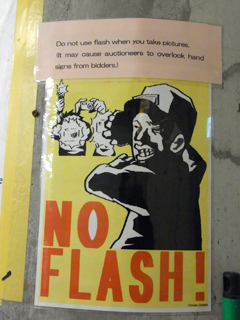 Do not use flash when you take pictures.
(It may cause auctioneers to overlook hand
signs from bidders.)
NO
FLASH!